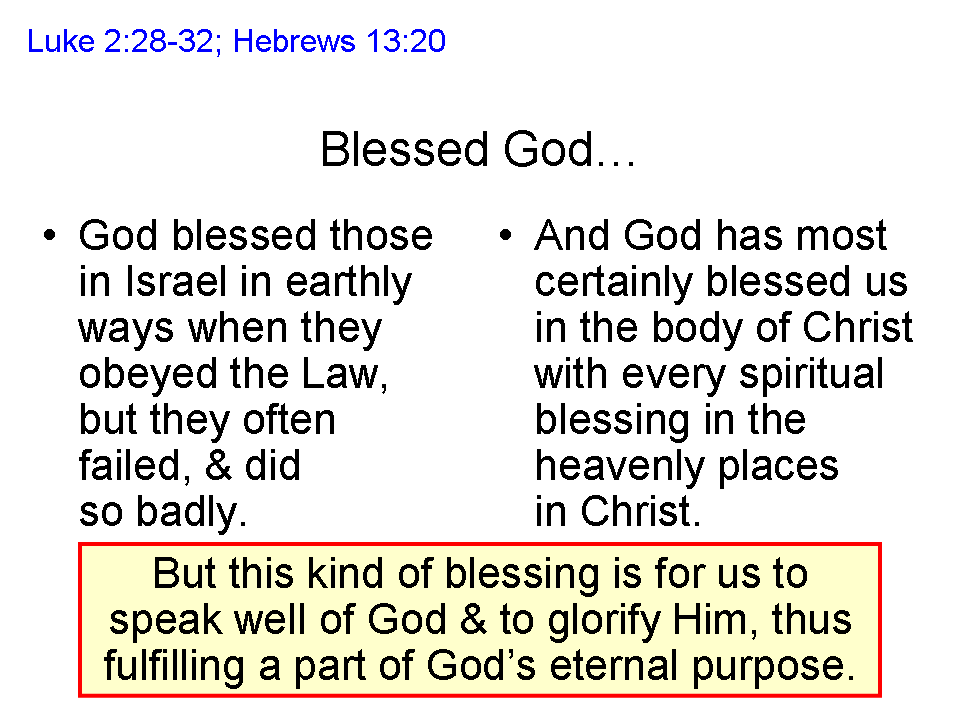 Luke 2:28-32; Hebrews 13:20
Blessed God…
• God blessed those
in Israel in earthly
ways when they
obeyed the Law,
but they often
failed, & did
so badly.
• And God has most
certainly blessed us
in the body of Christ
with every spiritual
blessing in the
heavenly places
in Christ.
But this kind of blessing is for us to
speak well of God & to glorify Him, thus
fulfilling a part of God’s eternal purpose.